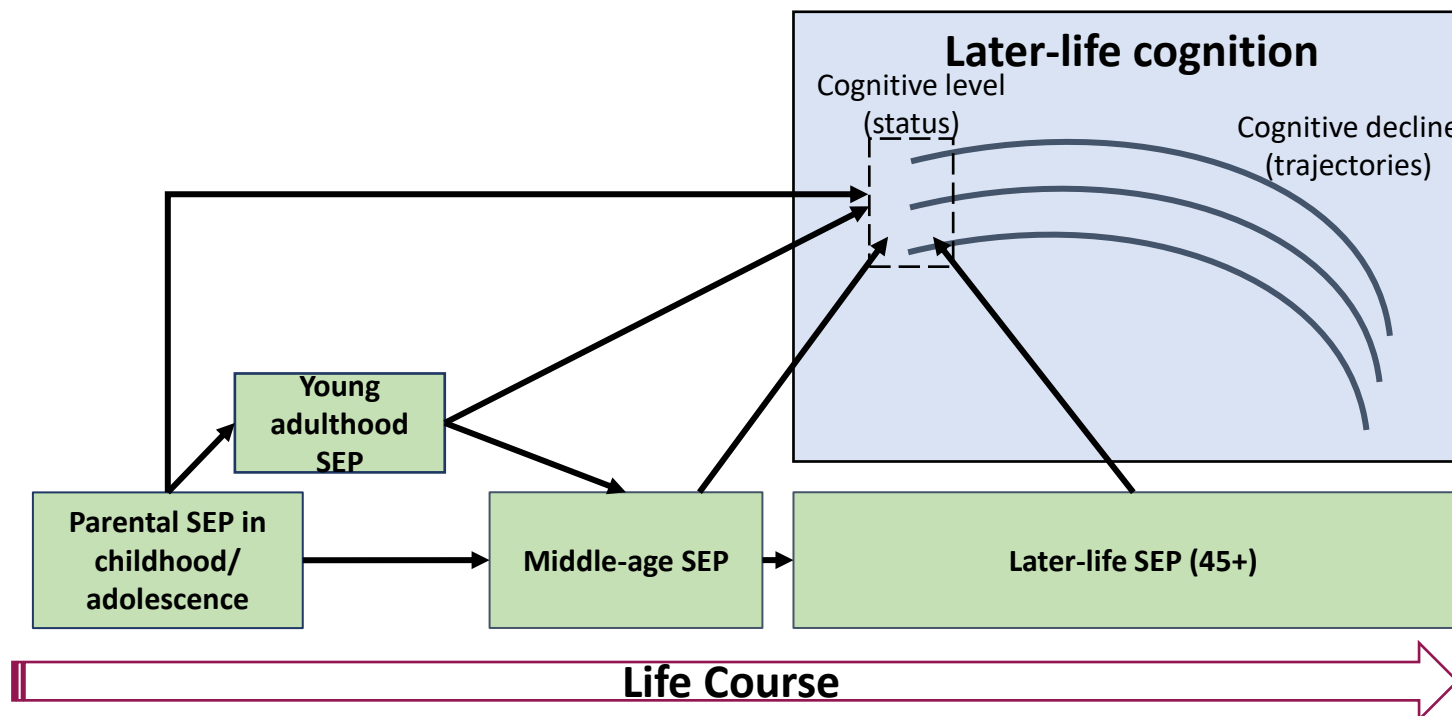 Later-life cognition
Cognitive level
(status)
Cognitive decline
(trajectories)
Young
adulthood
SEP
Parental SEP in
childhood/
adolescence
Middle-age SEP
Later-life SEP (45+)
Life Course